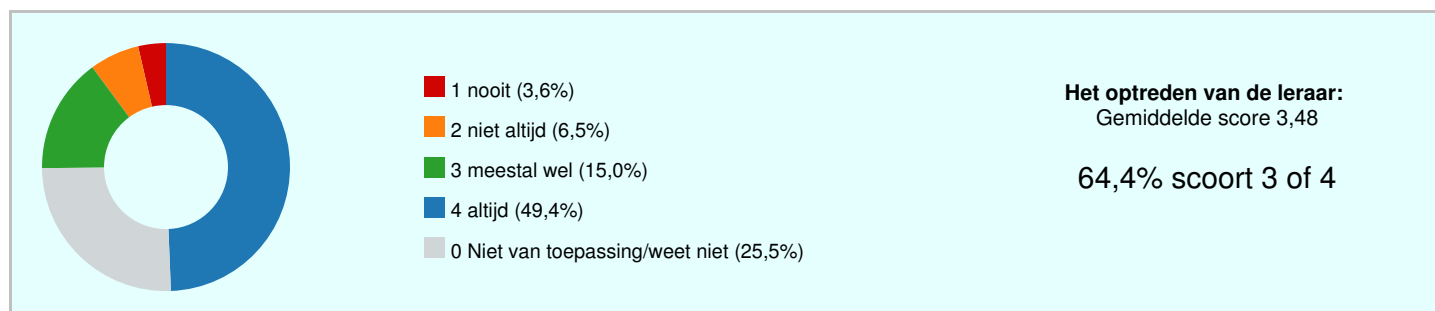 1 nooit (3,6%)
2 niet altijd (6,5%)
3 meestal wel (15,0%)
4 altijd (49,4%)
0 Niet van toepassing/weet niet (25,5%)
Het optreden van de leraar:
Gemiddelde score 3,48
64,4% scoort 3 of 4